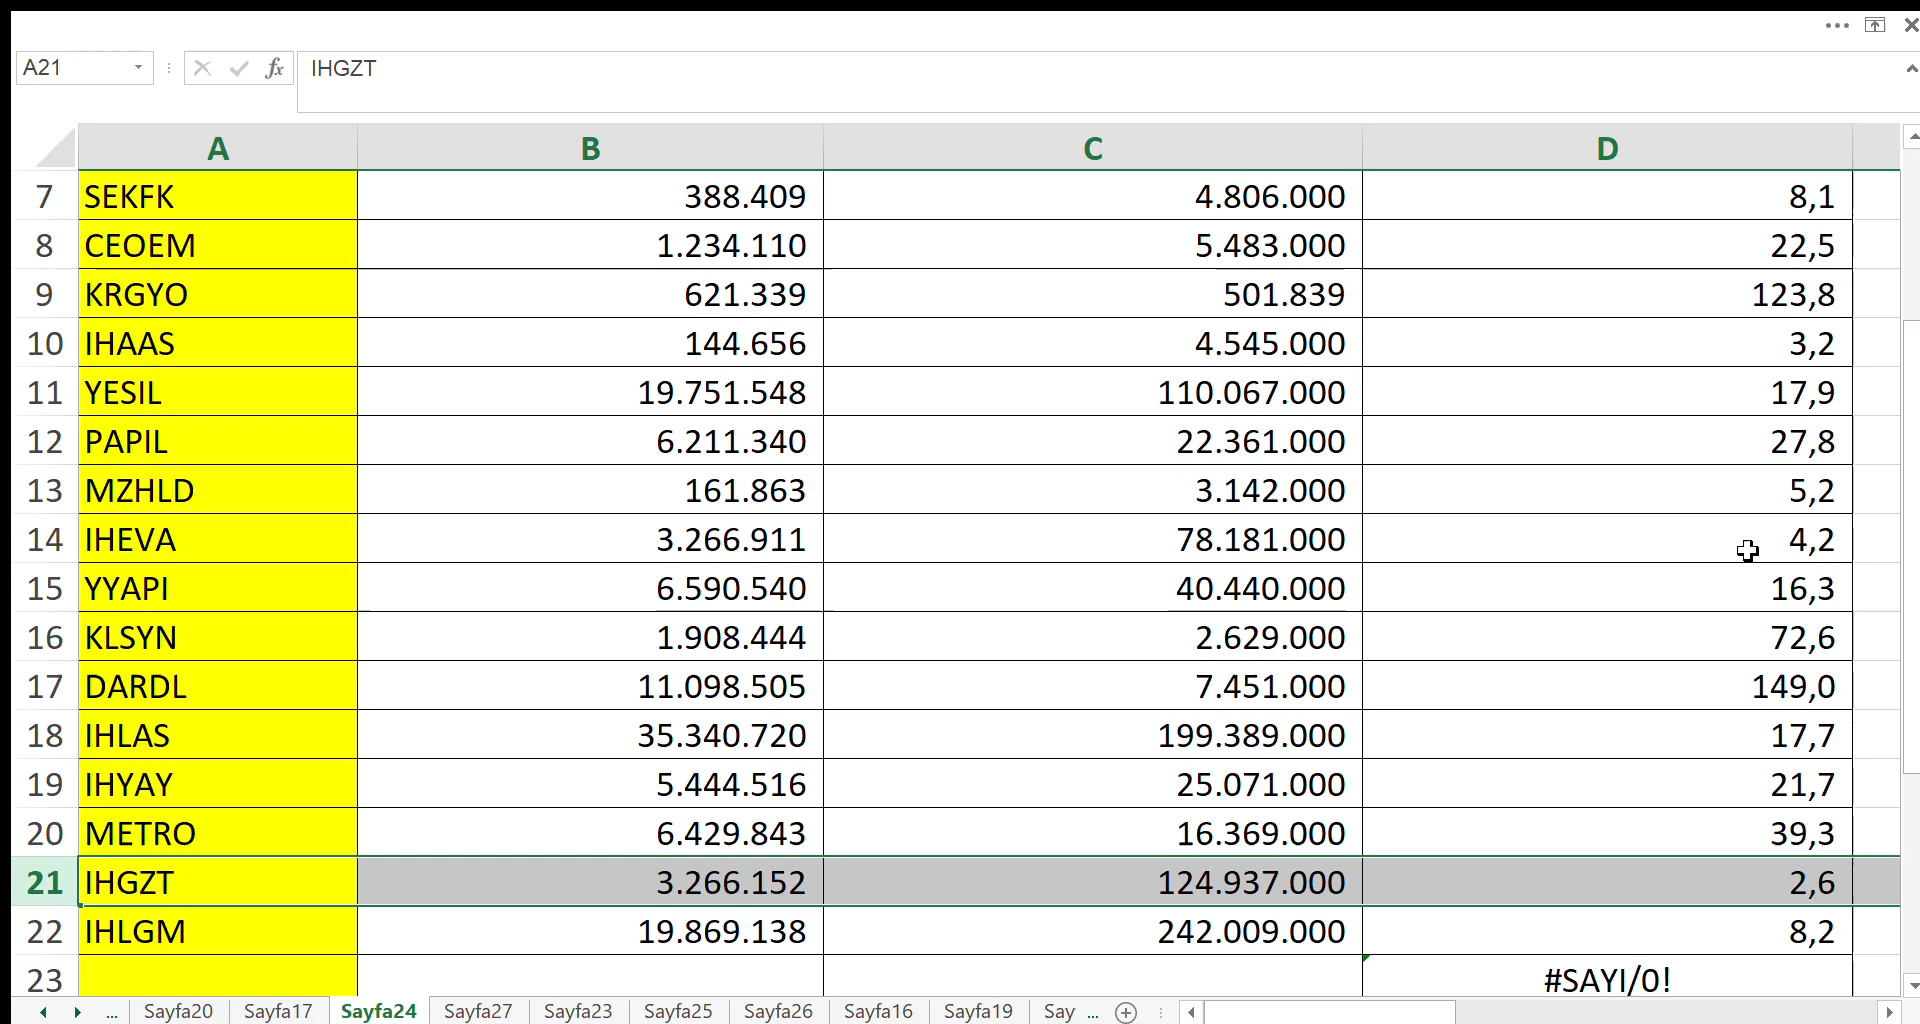 A21 fx IHGZT
A B C D
7 SEKFK 388.409 4.806.000 8,1
8 CEOEM 1.234.110 5.483.000 22,5
9 KRGYO 621.339 501.839 123,8
10 IHAAS 144.656 4.545.000 3,2
11 YESIL 19.751.548 110.067.000 17,9
12 PAPIL 6.211.340 22.361.000 27,8
13 MZHLD 161.863 3.142.000 5,2
14 IHEVA 3.266.911 78.181.000 4,2
15 YYAPI 6.590.540 40.440.000 16,3
16 KLSYN 1.908.444 2.629.000 72,6
17 DARDL 11.098.505 7.451.000 149,0
18 IHLAS 35.340.720 199.389.000 17,7
19 IHYAY 5.444.516 25.071.000 21,7
20 METRO 6.429.843 16.369.000 39,3
21 IHGZT 3.266.152 124.937.000 2,6
22 IHLGM 19.869.138 242.009.000 8,2
23 #SAYI/0!
... Sayfa20 Sayfa17 Sayfa24 Sayfa27 Sayfa23 Sayfa25 Sayfa26 Sayfa16 Sayfa19 Say ...